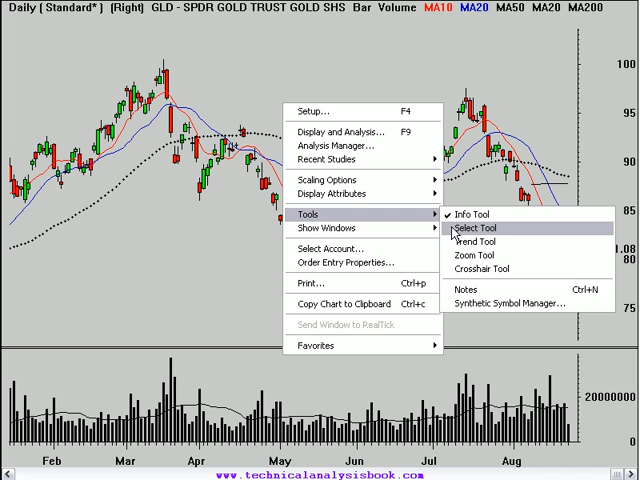 Daily [ Standard* ] (Right) GLD - SPDR GOLD TRUST GOLD SHS Bar Volume MA10 MA20 MA50 MA20 MA200
100
95
90
85
1.08
80
75
Setup... F4
Display and Analysis... F9
Analysis Manager...
Recent Studies
Scaling Options
Display Attributes
Tools
Show Windows
Select Account...
Order Entry Properties...
Print... Ctrl+p
Copy Chart to Clipboard Ctrl+c
Send Window to RealTick
Favorites
Info Tool
Select Tool
Trend Tool
Zoom Tool
Crosshair Tool
Notes Ctrl+N
Synthetic Symbol Manager...
20000000
0
Feb Mar Apr May Jul Aug
www.technicalanalysisbook.com